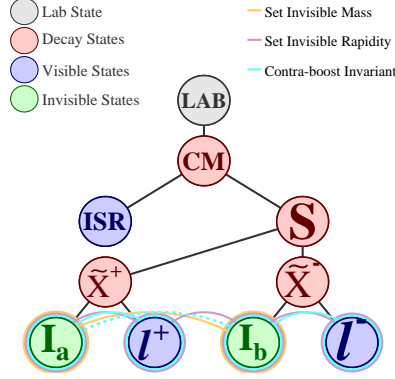 Lab State
Decay States
Visible States
Invisible States
Set Invisible Mass
Set Invisible Rapidity
Contra-boost Invariant
LAB
CM
ISR
S
X̃⁺
X̃⁻
Iₐ
l⁺
I_b
l⁻